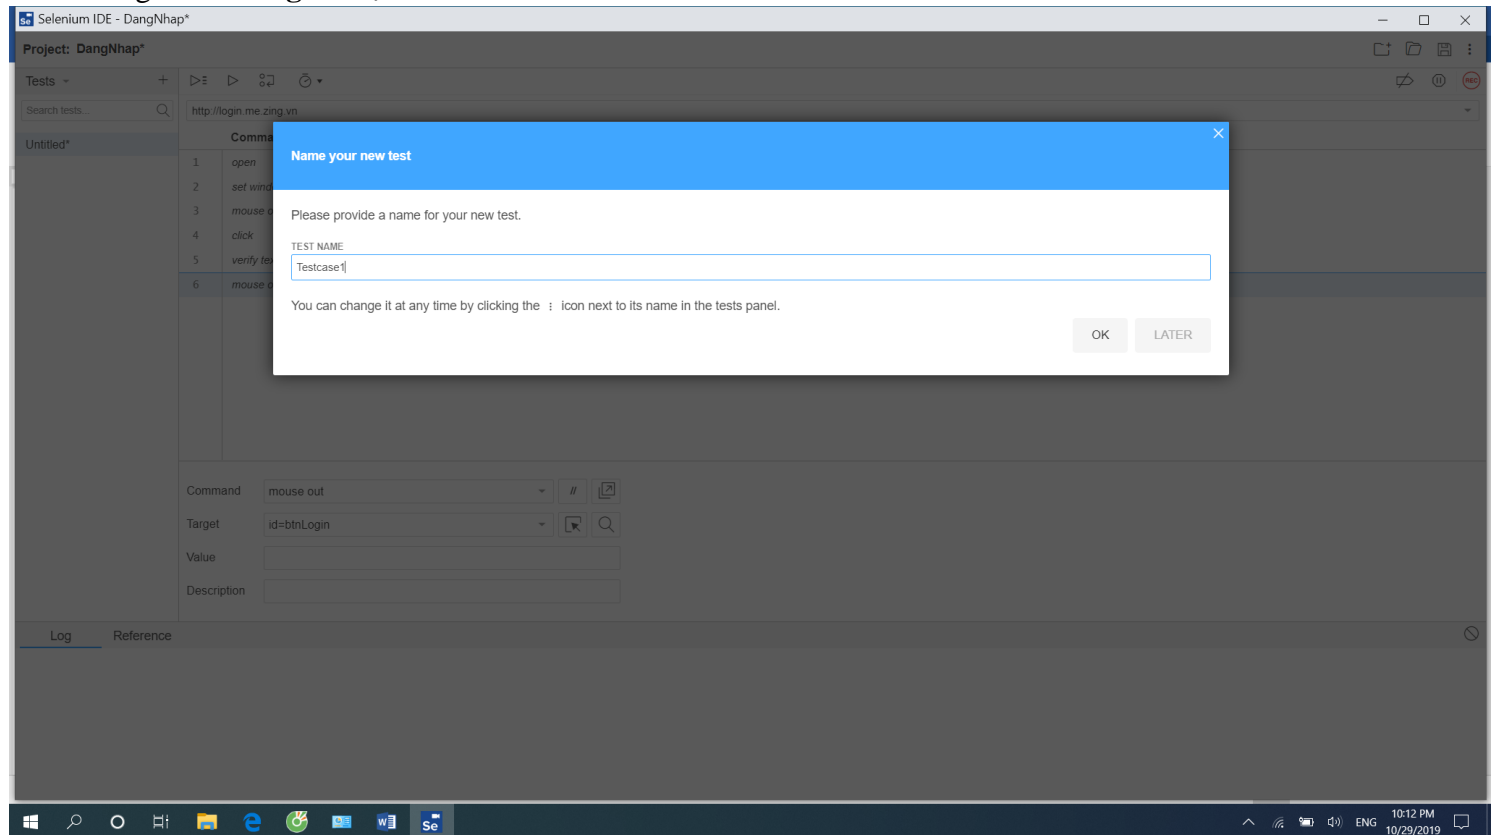 Selenium IDE - DangNhap*
Project: DangNhap*
Tests
Search tests...
Untitled*
http://login.me.zing.vn
Comma
1 open
2 set wind
3 mouse o
4 click
5 verify tex
6 mouse o
Name your new test
Please provide a name for your new test.
TEST NAME
Testcase1
You can change it at any time by clicking the ⋮ icon next to its name in the tests panel.
OK LATER
REC
Command mouse out //
Target id=btnLogin
Value
Description
Log Reference
Se
ENG
10:12 PM
10/29/2019